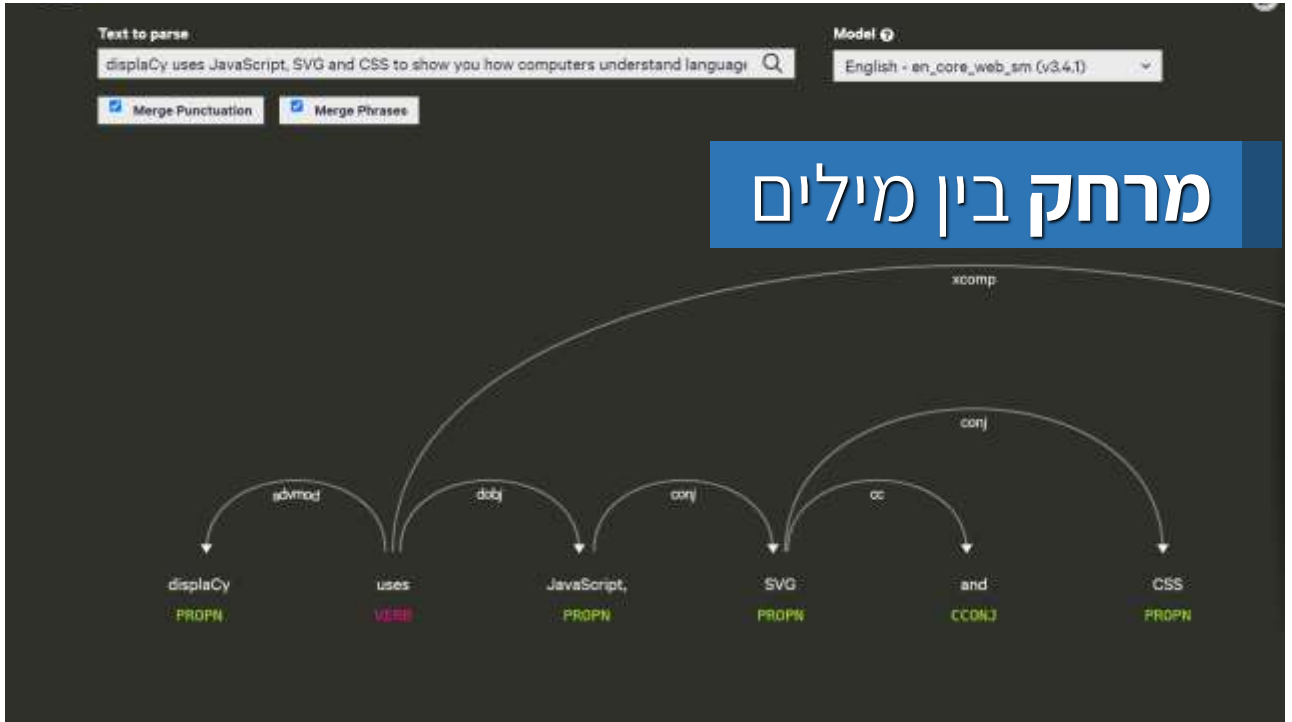 Text to parse
Model ?
displaCy uses JavaScript, SVG and CSS to show you how computers understand language
English - en_core_web_sm (v3.4.1)
Merge Punctuation
Merge Phrases
מרחק בין מילים
xcomp
conj
advmod
dobj
conj
cc
displaCy
uses
JavaScript,
SVG
and
CSS
PROPN
VERB
PROPN
PROPN
CCONJ
PROPN